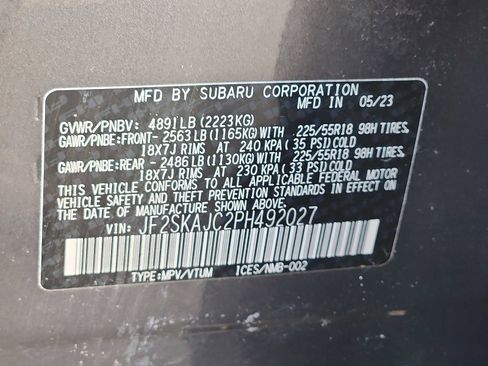 MFD BY SUBARU CORPORATION
MFD IN 05/23
GVWR/PNBV: 4891LB (2223KG)
GAWR/PNBE:FRONT- 2563LB (1165KG) WITH 225/55R18 98H TIRES,
18X7J RIMS AT 240 KPA (35 PSI) COLD
GAWR/PNBE:REAR -2486LB (1130KG) WITH 225/55R18 98H TIRES,
18X7J RIMS AT 230 KPA (33 PSI) COLD
THIS VEHICLE CONFORMS TO ALL APPLICABLE FEDERAL MOTOR
VEHICLE SAFETY, BUMPER, AND THEFT PREVENTION
STANDARDS IN EFFECT ON THE DATE OF
MANUFACTURE SHOWN ABOVE.
VIN: JF2SKAJC2PH492027
TYPE:MPV/VTUM ICES/NMB-002